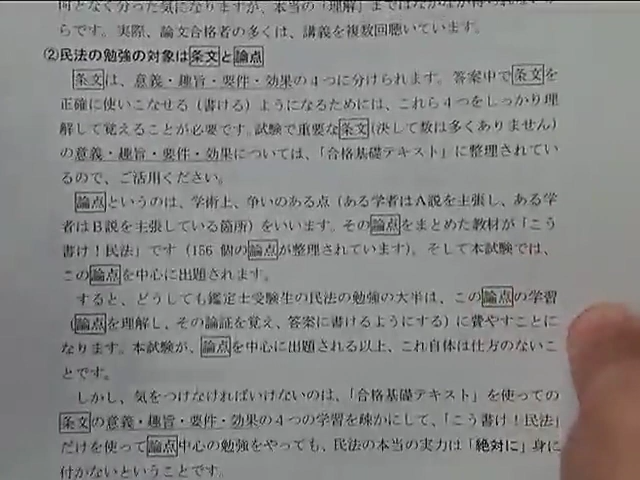 何となく分った気になりますが、本当の「理解」まではなかなか
らです。実際、論文合格者の多くは、講義を複数回聴いています。
②民法の勉強の対象は条文と論点
条文は、意義・趣旨・要件・効果の4つに分けられます。答案中で条文を
正確に使いこなせる（書ける）ようになるためには、これら4つをしっかり理
解して覚えることが必要です。試験で重要な条文（決して数は多くありません）
の意義・趣旨・要件・効果については、「合格基礎テキスト」に整理されてい
るので、ご活用ください。
論点というのは、学術上、争いのある点（ある学者はA説を主張し、ある学
者はB説を主張している箇所）をいいます。その論点をまとめた教材が「こう
書け！民法」です（156 個の論点が整理されています）。そして本試験では、
この論点を中心に出題されます。
すると、どうしても鑑定士受験生の民法の勉強の大半は、この論点の学習
（論点を理解し、その論証を覚え、答案に書けるようにする）に費やすことに
なります。本試験が、論点を中心に出題される以上、これ自体は仕方のないこ
とです。
しかし、気をつけなければいけないのは、「合格基礎テキスト」を使っての
条文の意義・趣旨・要件・効果の4つの学習を疎かにして、「こう書け！民法」
だけを使って論点中心の勉強をやっても、民法の本当の実力は「絶対に」身に
付かないということです。